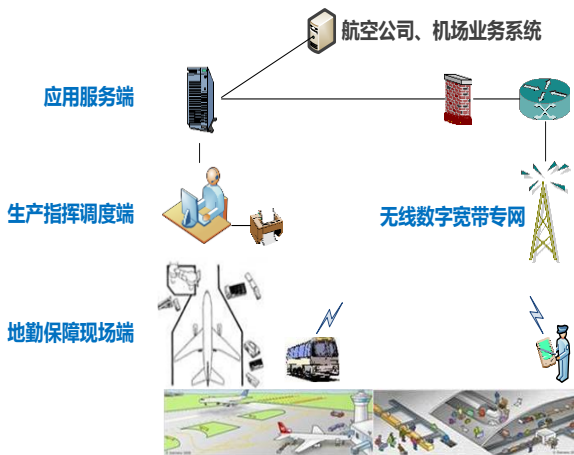 航空公司、机场业务系统
应用服务端
生产指挥调度端
无线数字宽带专网
地勤保障现场端